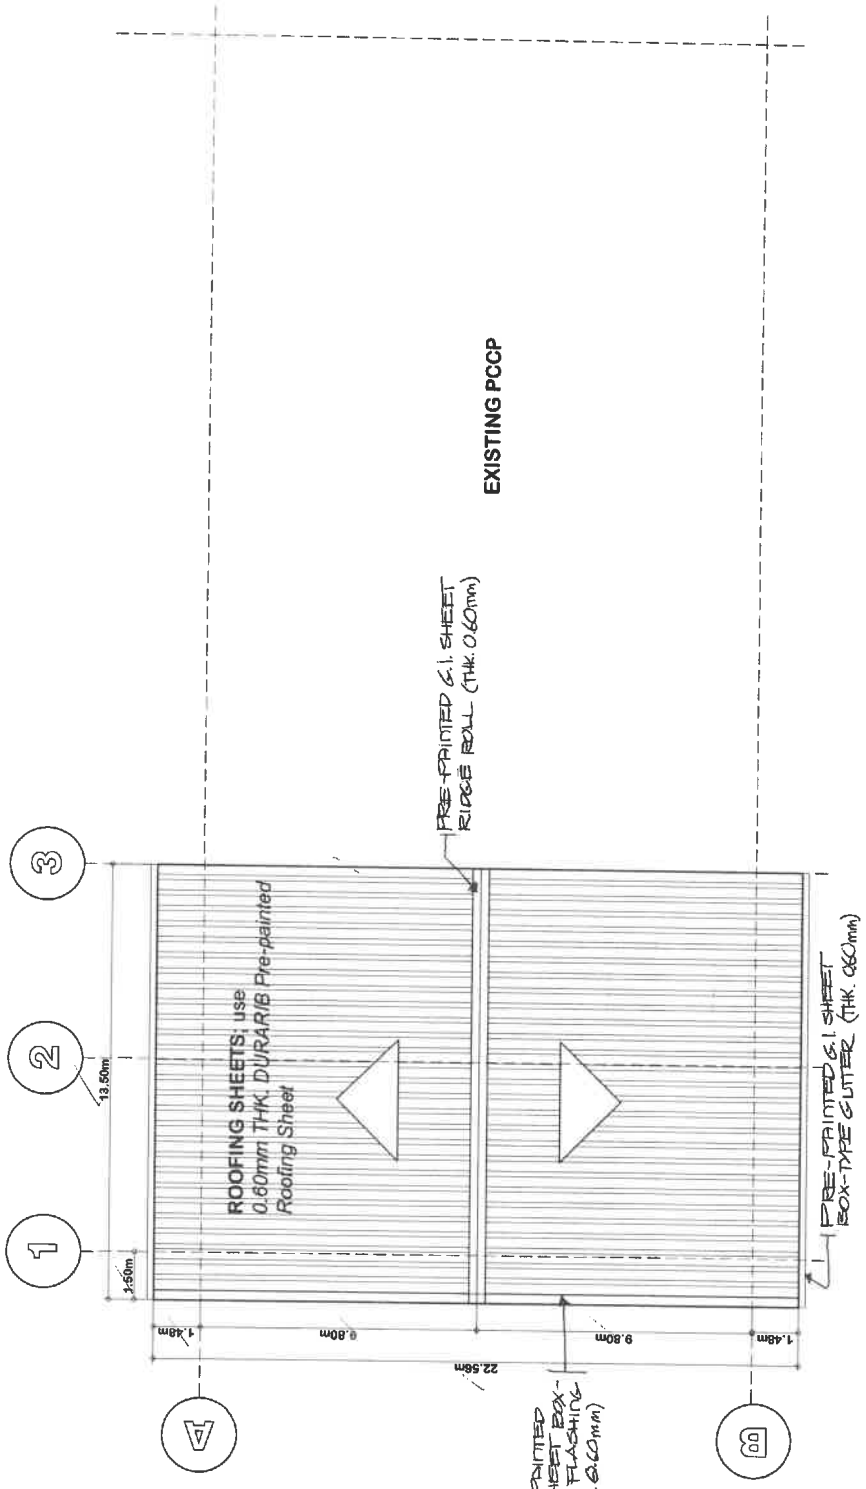 3
2
1
13.50m
1.50m
ROOFING SHEETS; use
0.60mm THK. DURARIB Pre-painted
Roofing Sheet
PRE-PAINTED G.I. SHEET
RIDGE ROLL (THK. 0.60mm)
EXISTING PCCP
PRE-PAINTED G.I. SHEET
BOX-TYPE GUTTER (THK. 0.60mm)
1.48m
9.80m
9.80m
1.48m
22.56m
A
B
PAINTED
SHEET BOX-
FLASHING
0.60mm)